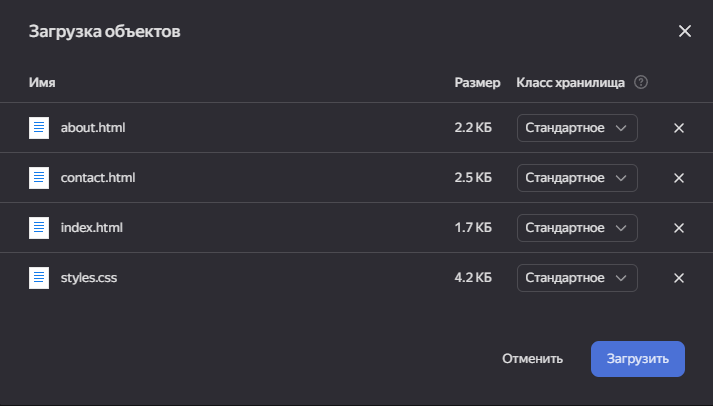 Загрузка объектов
Имя Размер Класс хранилища ?
about.html 2.2 КБ Стандартное
contact.html 2.5 КБ Стандартное
index.html 1.7 КБ Стандартное
styles.css 4.2 КБ Стандартное
Отменить Загрузить